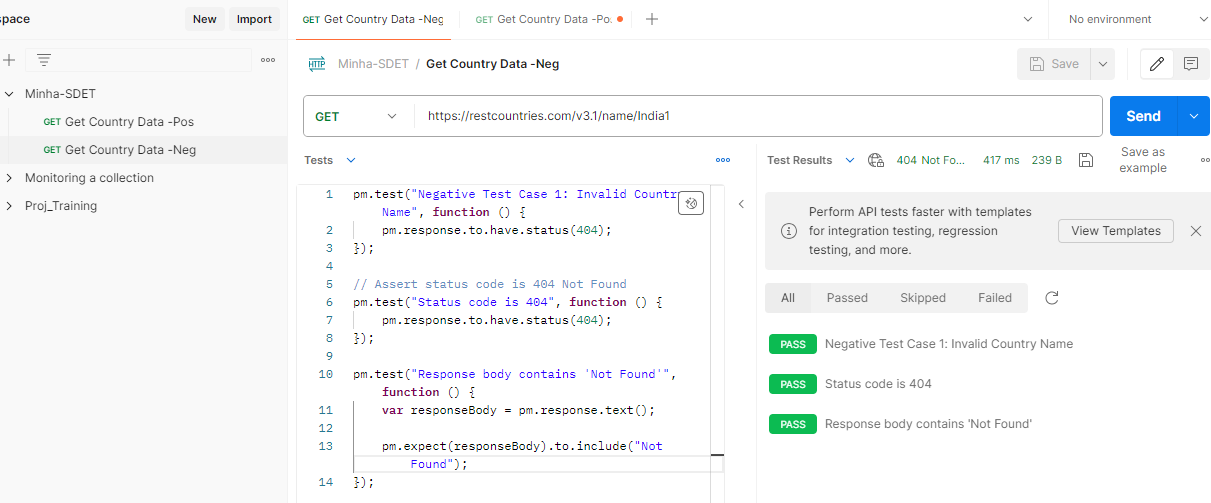 space
New
Import
GET Get Country Data -Neg
GET Get Country Data -Po
No environment
Minha-SDET
GET Get Country Data -Pos
GET Get Country Data -Neg
Monitoring a collection
Proj_Training
HTTP Minha-SDET / Get Country Data -Neg
Save
GET
https://restcountries.com/v3.1/name/India1
Send
Tests
1 pm.test("Negative Test Case 1: Invalid Countr
Name", function () {
2 pm.response.to.have.status(404);
3 });
4
5 // Assert status code is 404 Not Found
6 pm.test("Status code is 404", function () {
7 pm.response.to.have.status(404);
8 });
9
10 pm.test("Response body contains 'Not Found'",
function () {
11 var responseBody = pm.response.text();
12
13 pm.expect(responseBody).to.include("Not
Found");
14 });
Test Results
404 Not Fo...
417 ms
239 B
Save as
example
Perform API tests faster with templates
for integration testing, regression
testing, and more.
View Templates
All
Passed
Skipped
Failed
PASS Negative Test Case 1: Invalid Country Name
PASS Status code is 404
PASS Response body contains 'Not Found'